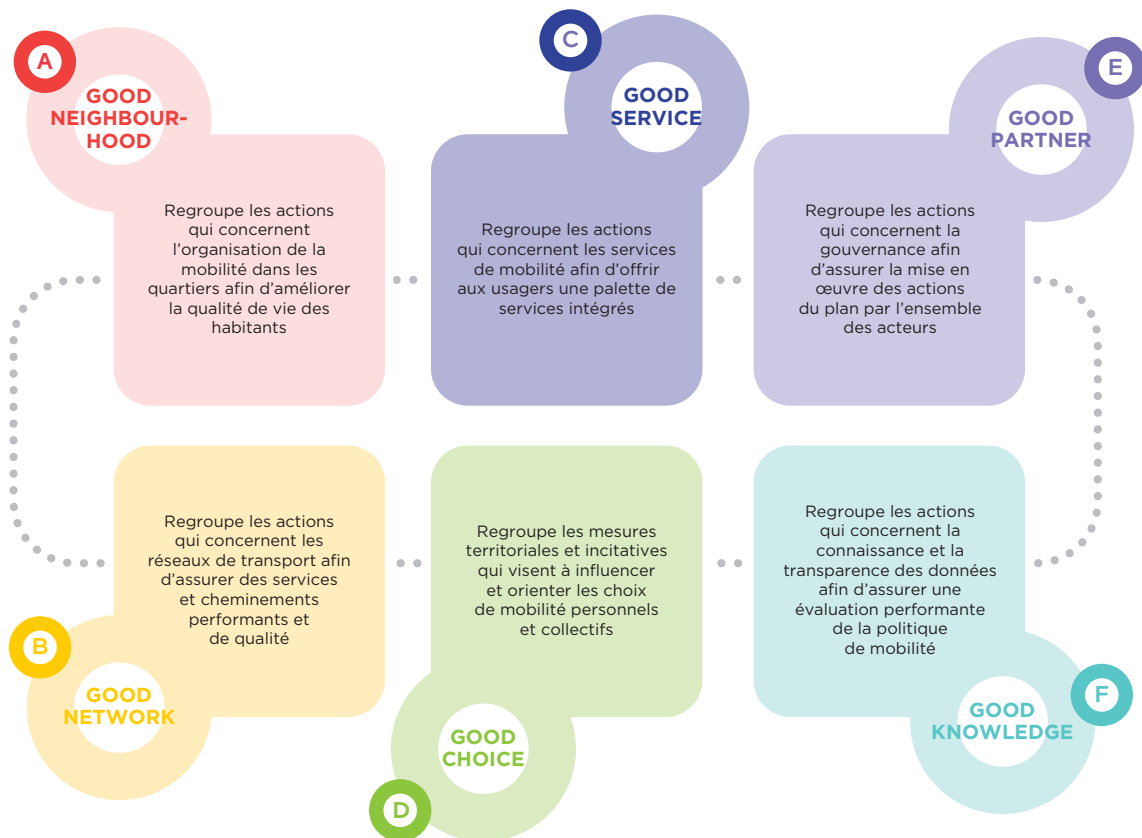 A
GOOD
NEIGHBOUR-
HOOD
Regroupe les actions
qui concernent
l’organisation de la
mobilité dans les
quartiers afin d’améliorer
la qualité de vie des
habitants
C
GOOD
SERVICE
Regroupe les actions
qui concernent les services
de mobilité afin d’offrir
aux usagers une palette de
services intégrés
E
GOOD
PARTNER
Regroupe les actions
qui concernent la
gouvernance afin
d’assurer la mise en
œuvre des actions
du plan par l’ensemble
des acteurs
Regroupe les actions
qui concernent les
réseaux de transport afin
d’assurer des services
et cheminements
performants et
de qualité
B
GOOD
NETWORK
Regroupe les mesures
territoriales et incitatives
qui visent à influencer
et orienter les choix
de mobilité personnels
et collectifs
GOOD
CHOICE
D
Regroupe les actions
qui concernent la
connaissance et la
transparence des données
afin d’assurer une
évaluation performante
de la politique
de mobilité
GOOD
KNOWLEDGE
F